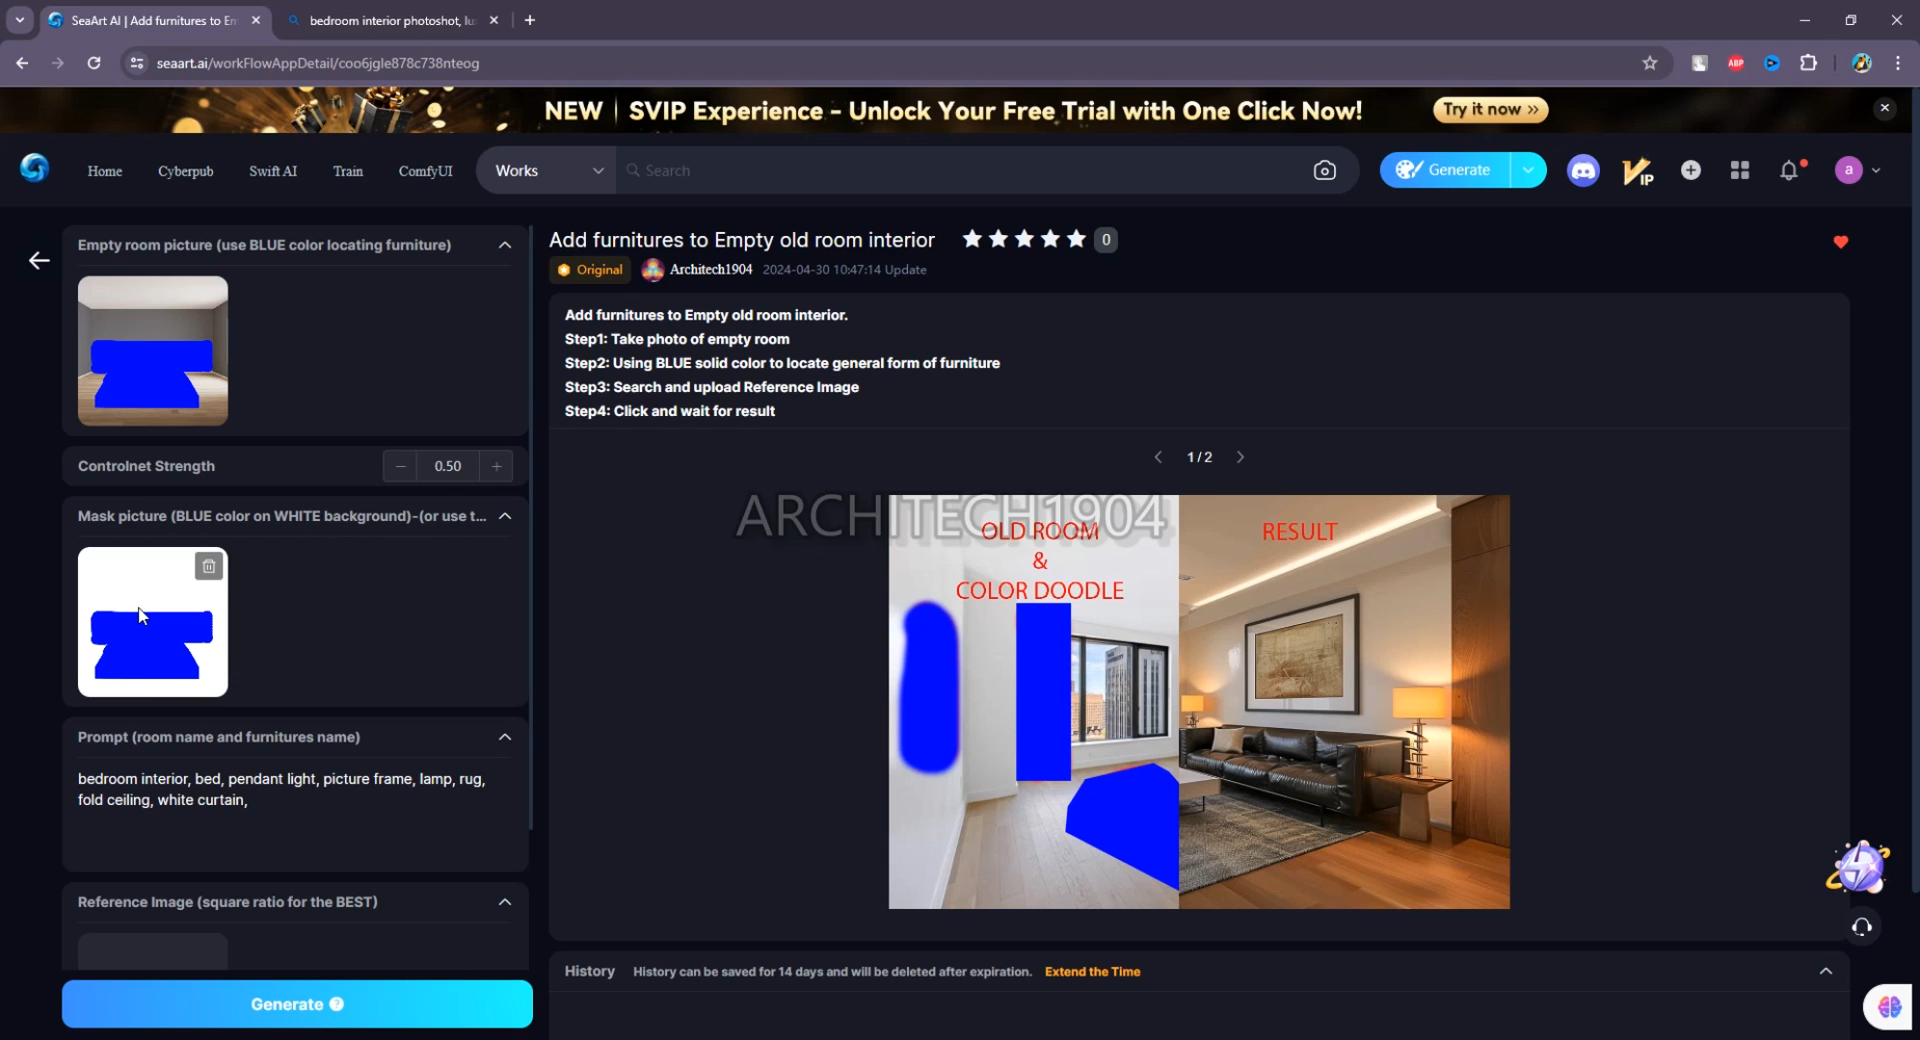 SeaArt AI | Add furnitures to Em
bedroom interior photoshot, lu
seaart.ai/workFlowAppDetail/coo6jgle878c738nteog
ABP
NEW | SVIP Experience - Unlock Your Free Trial with One Click Now!
Try it now »
Home
Cyberpub
Swift AI
Train
ComfyUI
Works
Search
Generate
VIP
a
Empty room picture (use BLUE color locating furniture)
Controlnet Strength
0.50
Mask picture (BLUE color on WHITE background)-(or use t...
Prompt (room name and furnitures name)
bedroom interior, bed, pendant light, picture frame, lamp, rug,
fold ceiling, white curtain,
Reference Image (square ratio for the BEST)
Generate
Add furnitures to Empty old room interior
0
Original
Architech1904 2024-04-30 10:47:14 Update
Add furnitures to Empty old room interior.
Step1: Take photo of empty room
Step2: Using BLUE solid color to locate general form of furniture
Step3: Search and upload Reference Image
Step4: Click and wait for result
1 / 2
ARCHITECH1904
OLD ROOM
&
COLOR DOODLE
RESULT
History History can be saved for 14 days and will be deleted after expiration. Extend the Time